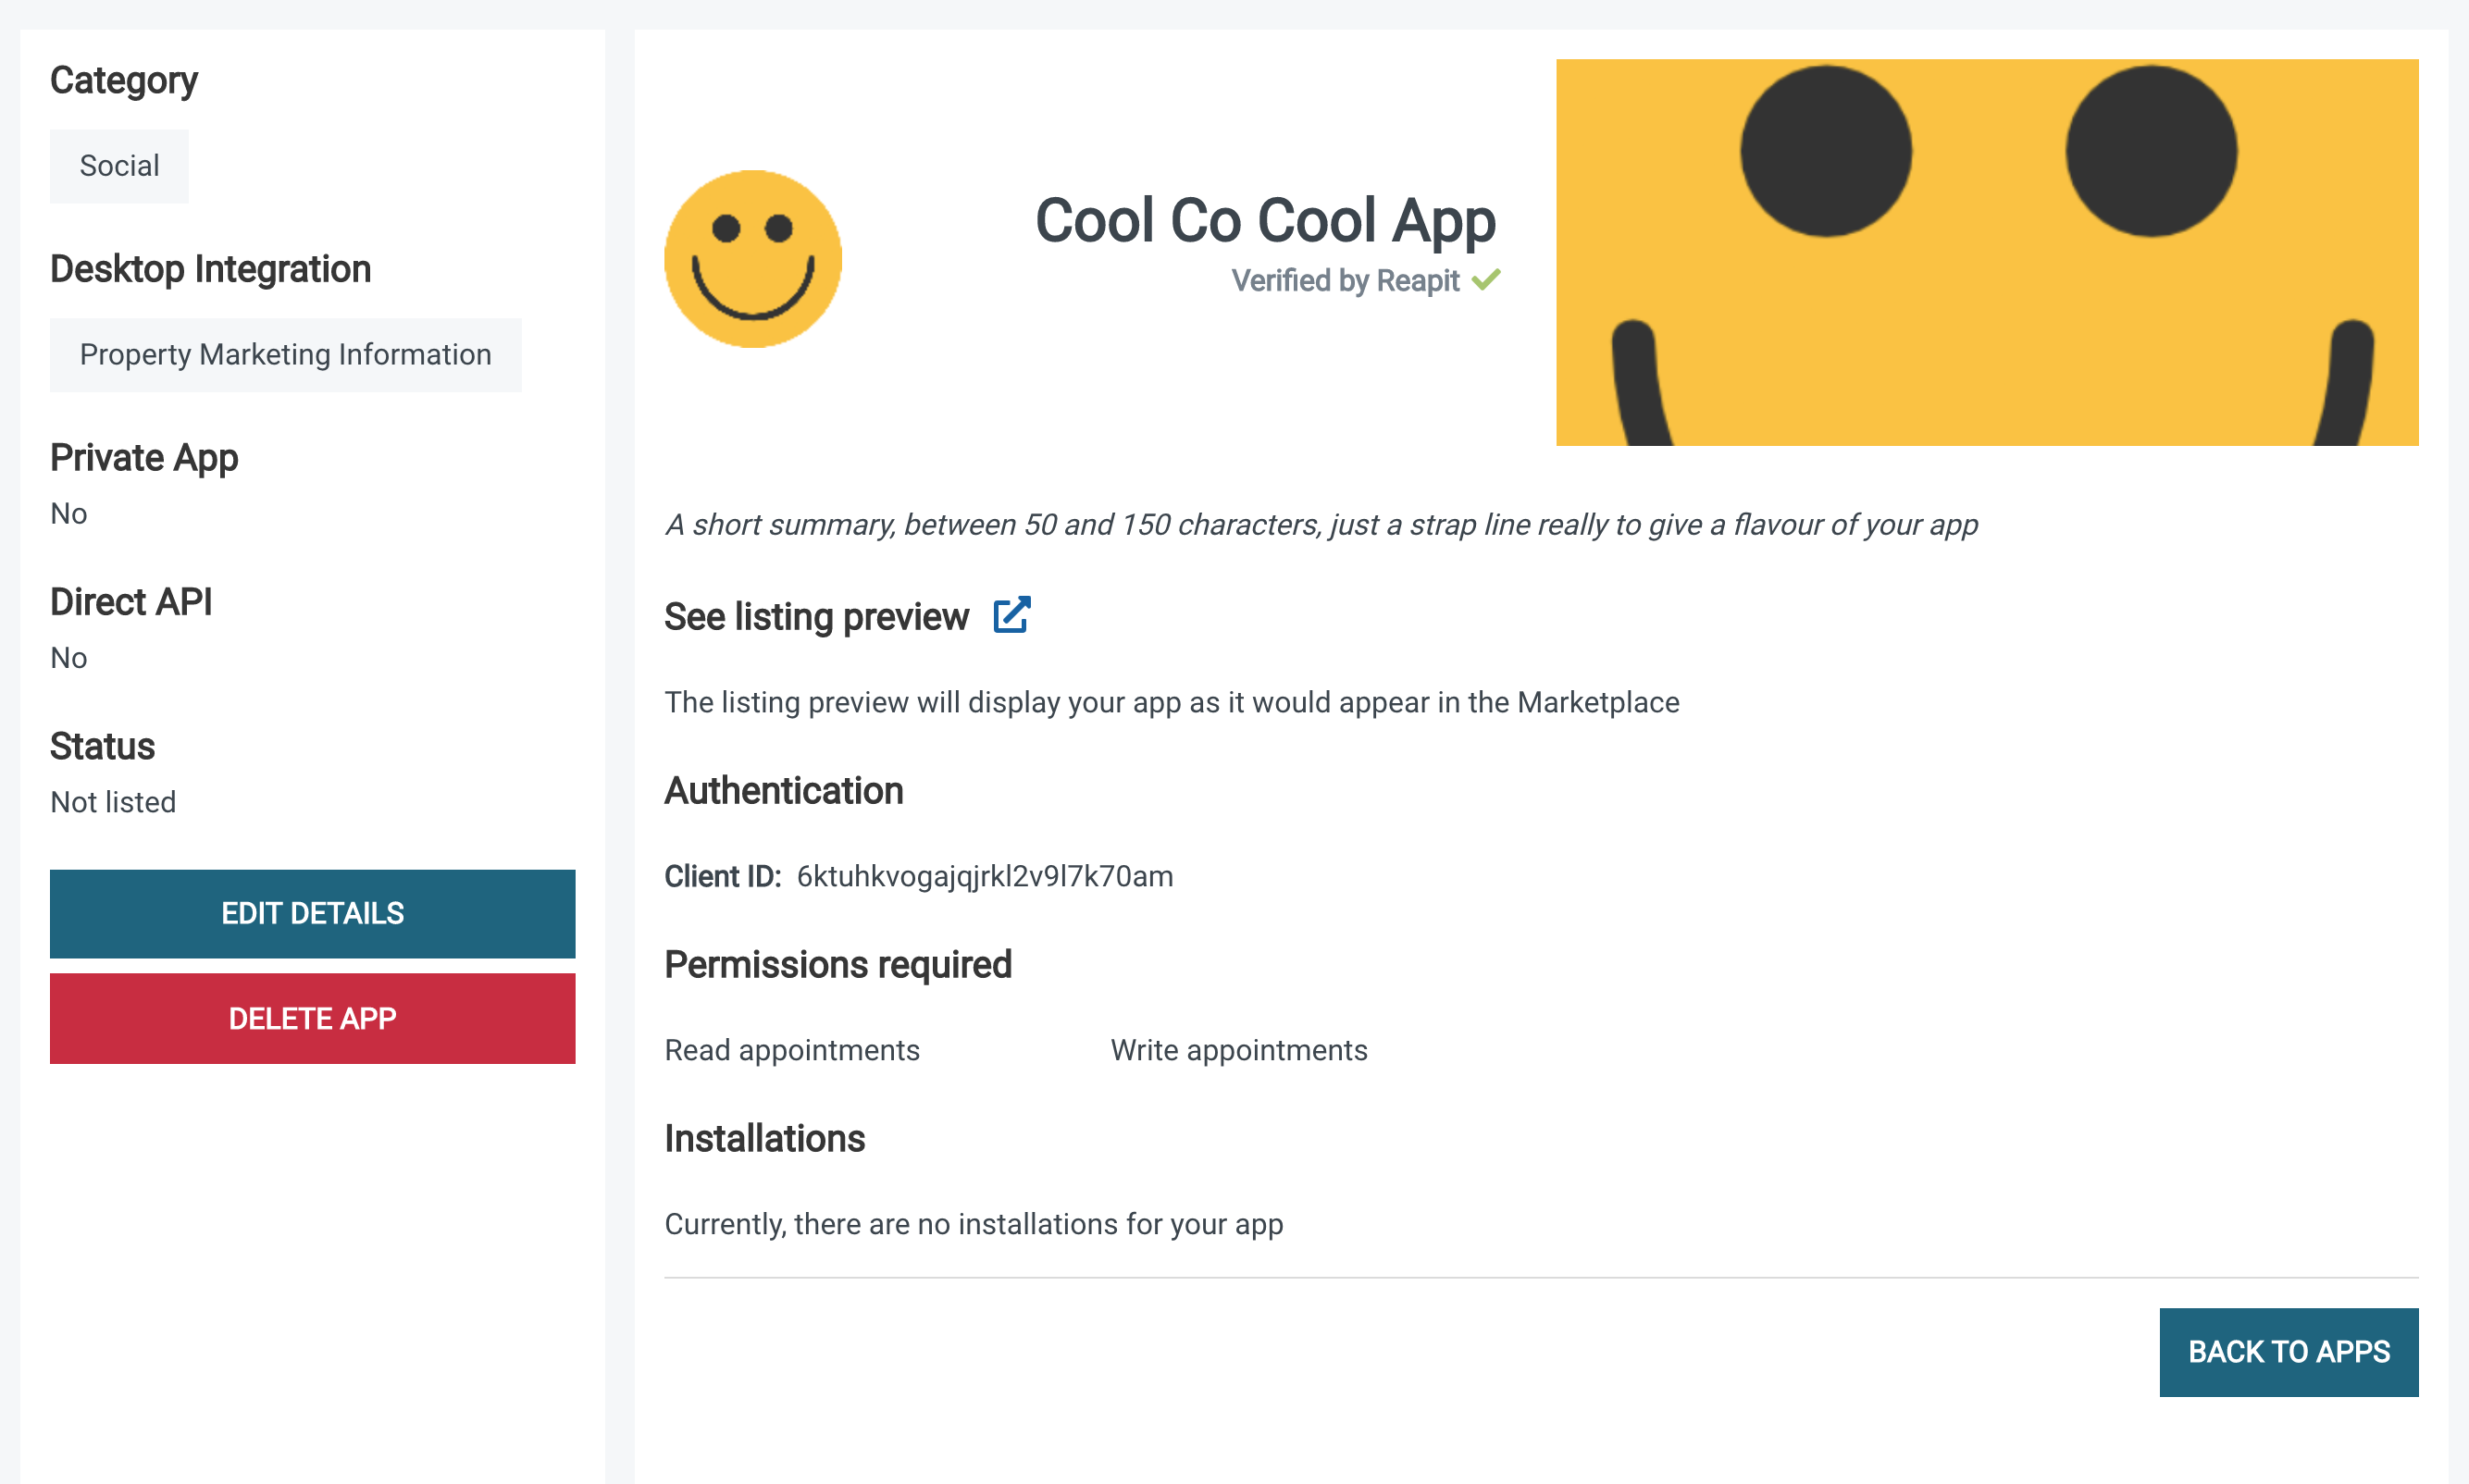 Category
Social
Desktop Integration
Property Marketing Information
Private App
No
Direct API
No
Status
Not listed
EDIT DETAILS
DELETE APP
Cool Co Cool App
Verified by Reapit
A short summary, between 50 and 150 characters, just a strap line really to give a flavour of your app
See listing preview
The listing preview will display your app as it would appear in the Marketplace
Authentication
Client ID: 6ktuhkvogajqjrkl2v9l7k70am
Permissions required
Read appointments Write appointments
Installations
Currently, there are no installations for your app
BACK TO APPS